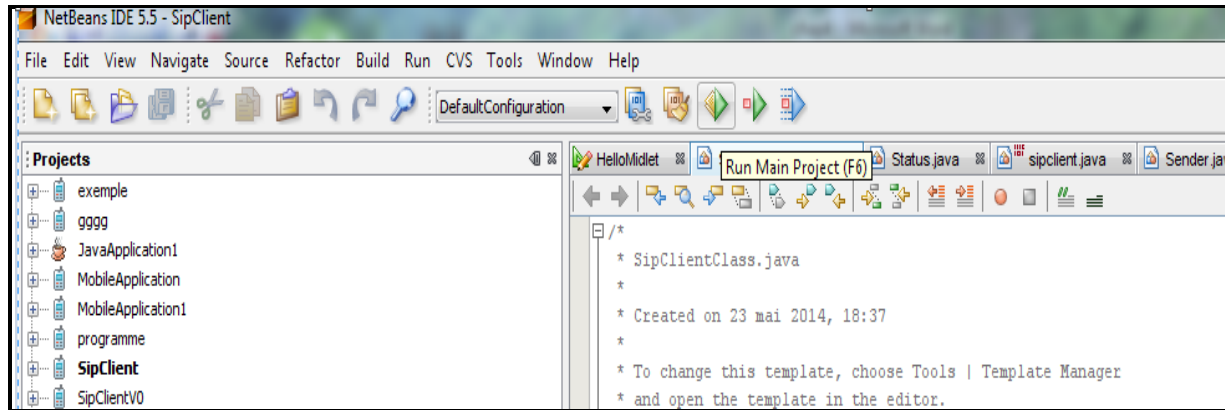 NetBeans IDE 5.5 - SipClient
File Edit View Navigate Source Refactor Build Run CVS Tools Window Help
DefaultConfiguration
Projects
exemple
gggg
JavaApplication1
MobileApplication
MobileApplication1
programme
SipClient
SipClientV0
HelloMidlet
Status.java
sipclient.java
Sender.ja
Run Main Project (F6)
/*
* SipClientClass.java
*
* Created on 23 mai 2014, 18:37
*
* To change this template, choose Tools | Template Manager
* and open the template in the editor.